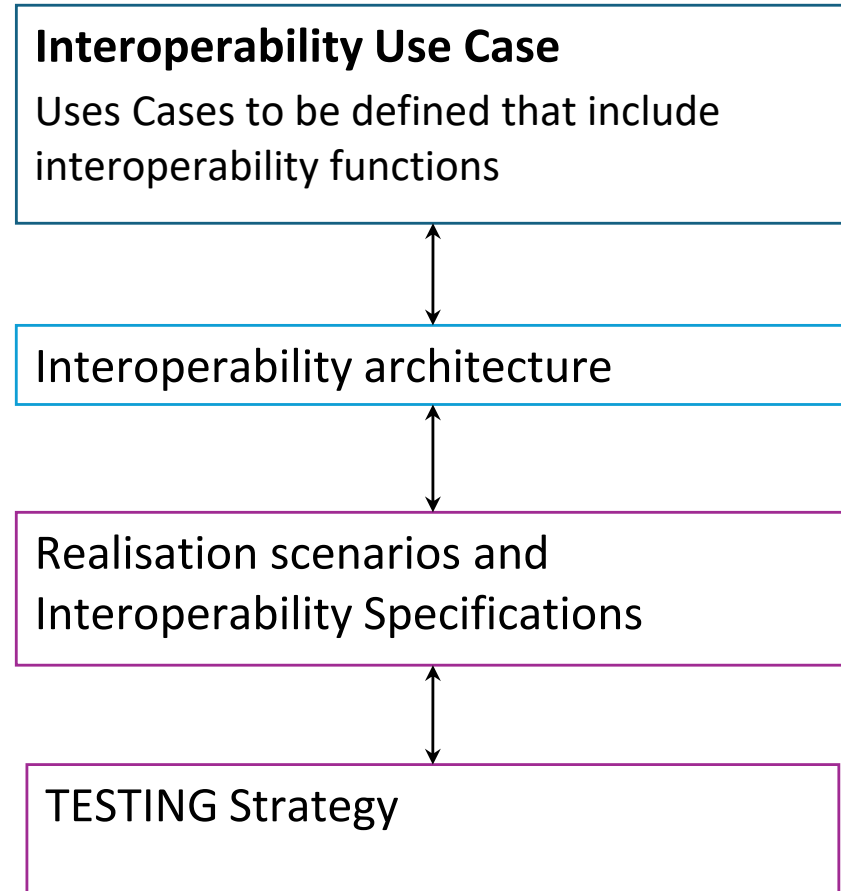 Interoperability Use Case
Uses Cases to be defined that include
interoperability functions
Interoperability architecture
Realisation scenarios and
Interoperability Specifications
TESTING Strategy